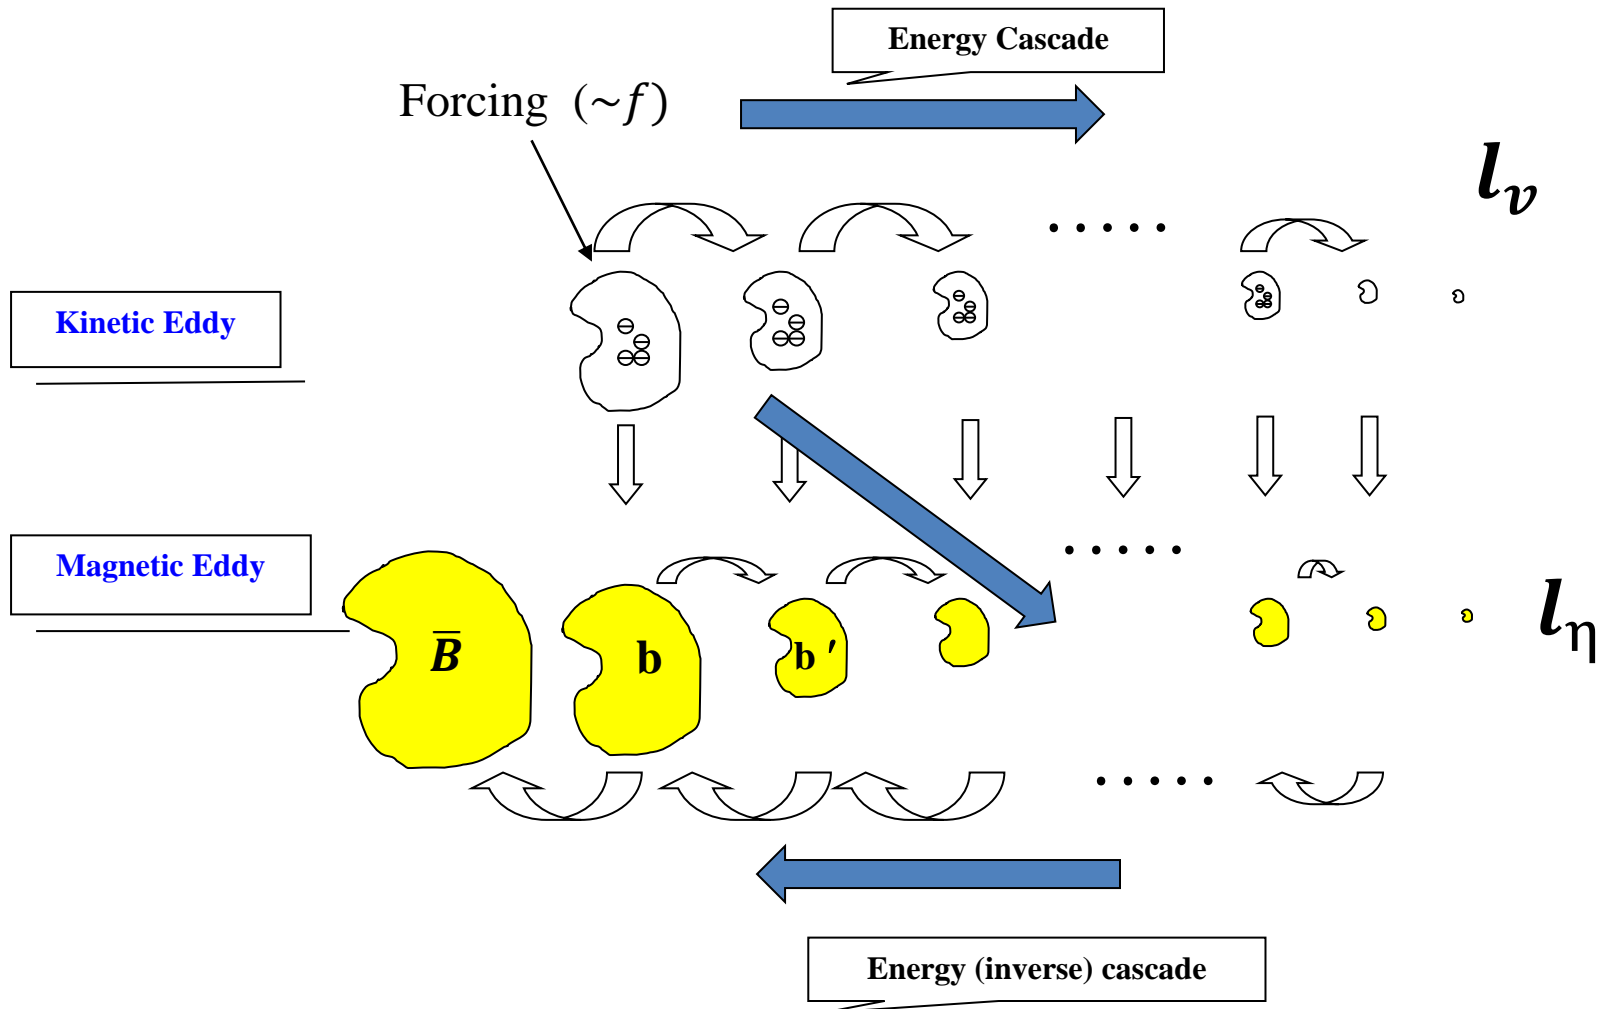 Energy Cascade
Forcing (~f)
l_v
.....
Kinetic Eddy
Magnetic Eddy
.....
B̅
b
b ′
l_η
.....
Energy (inverse) cascade